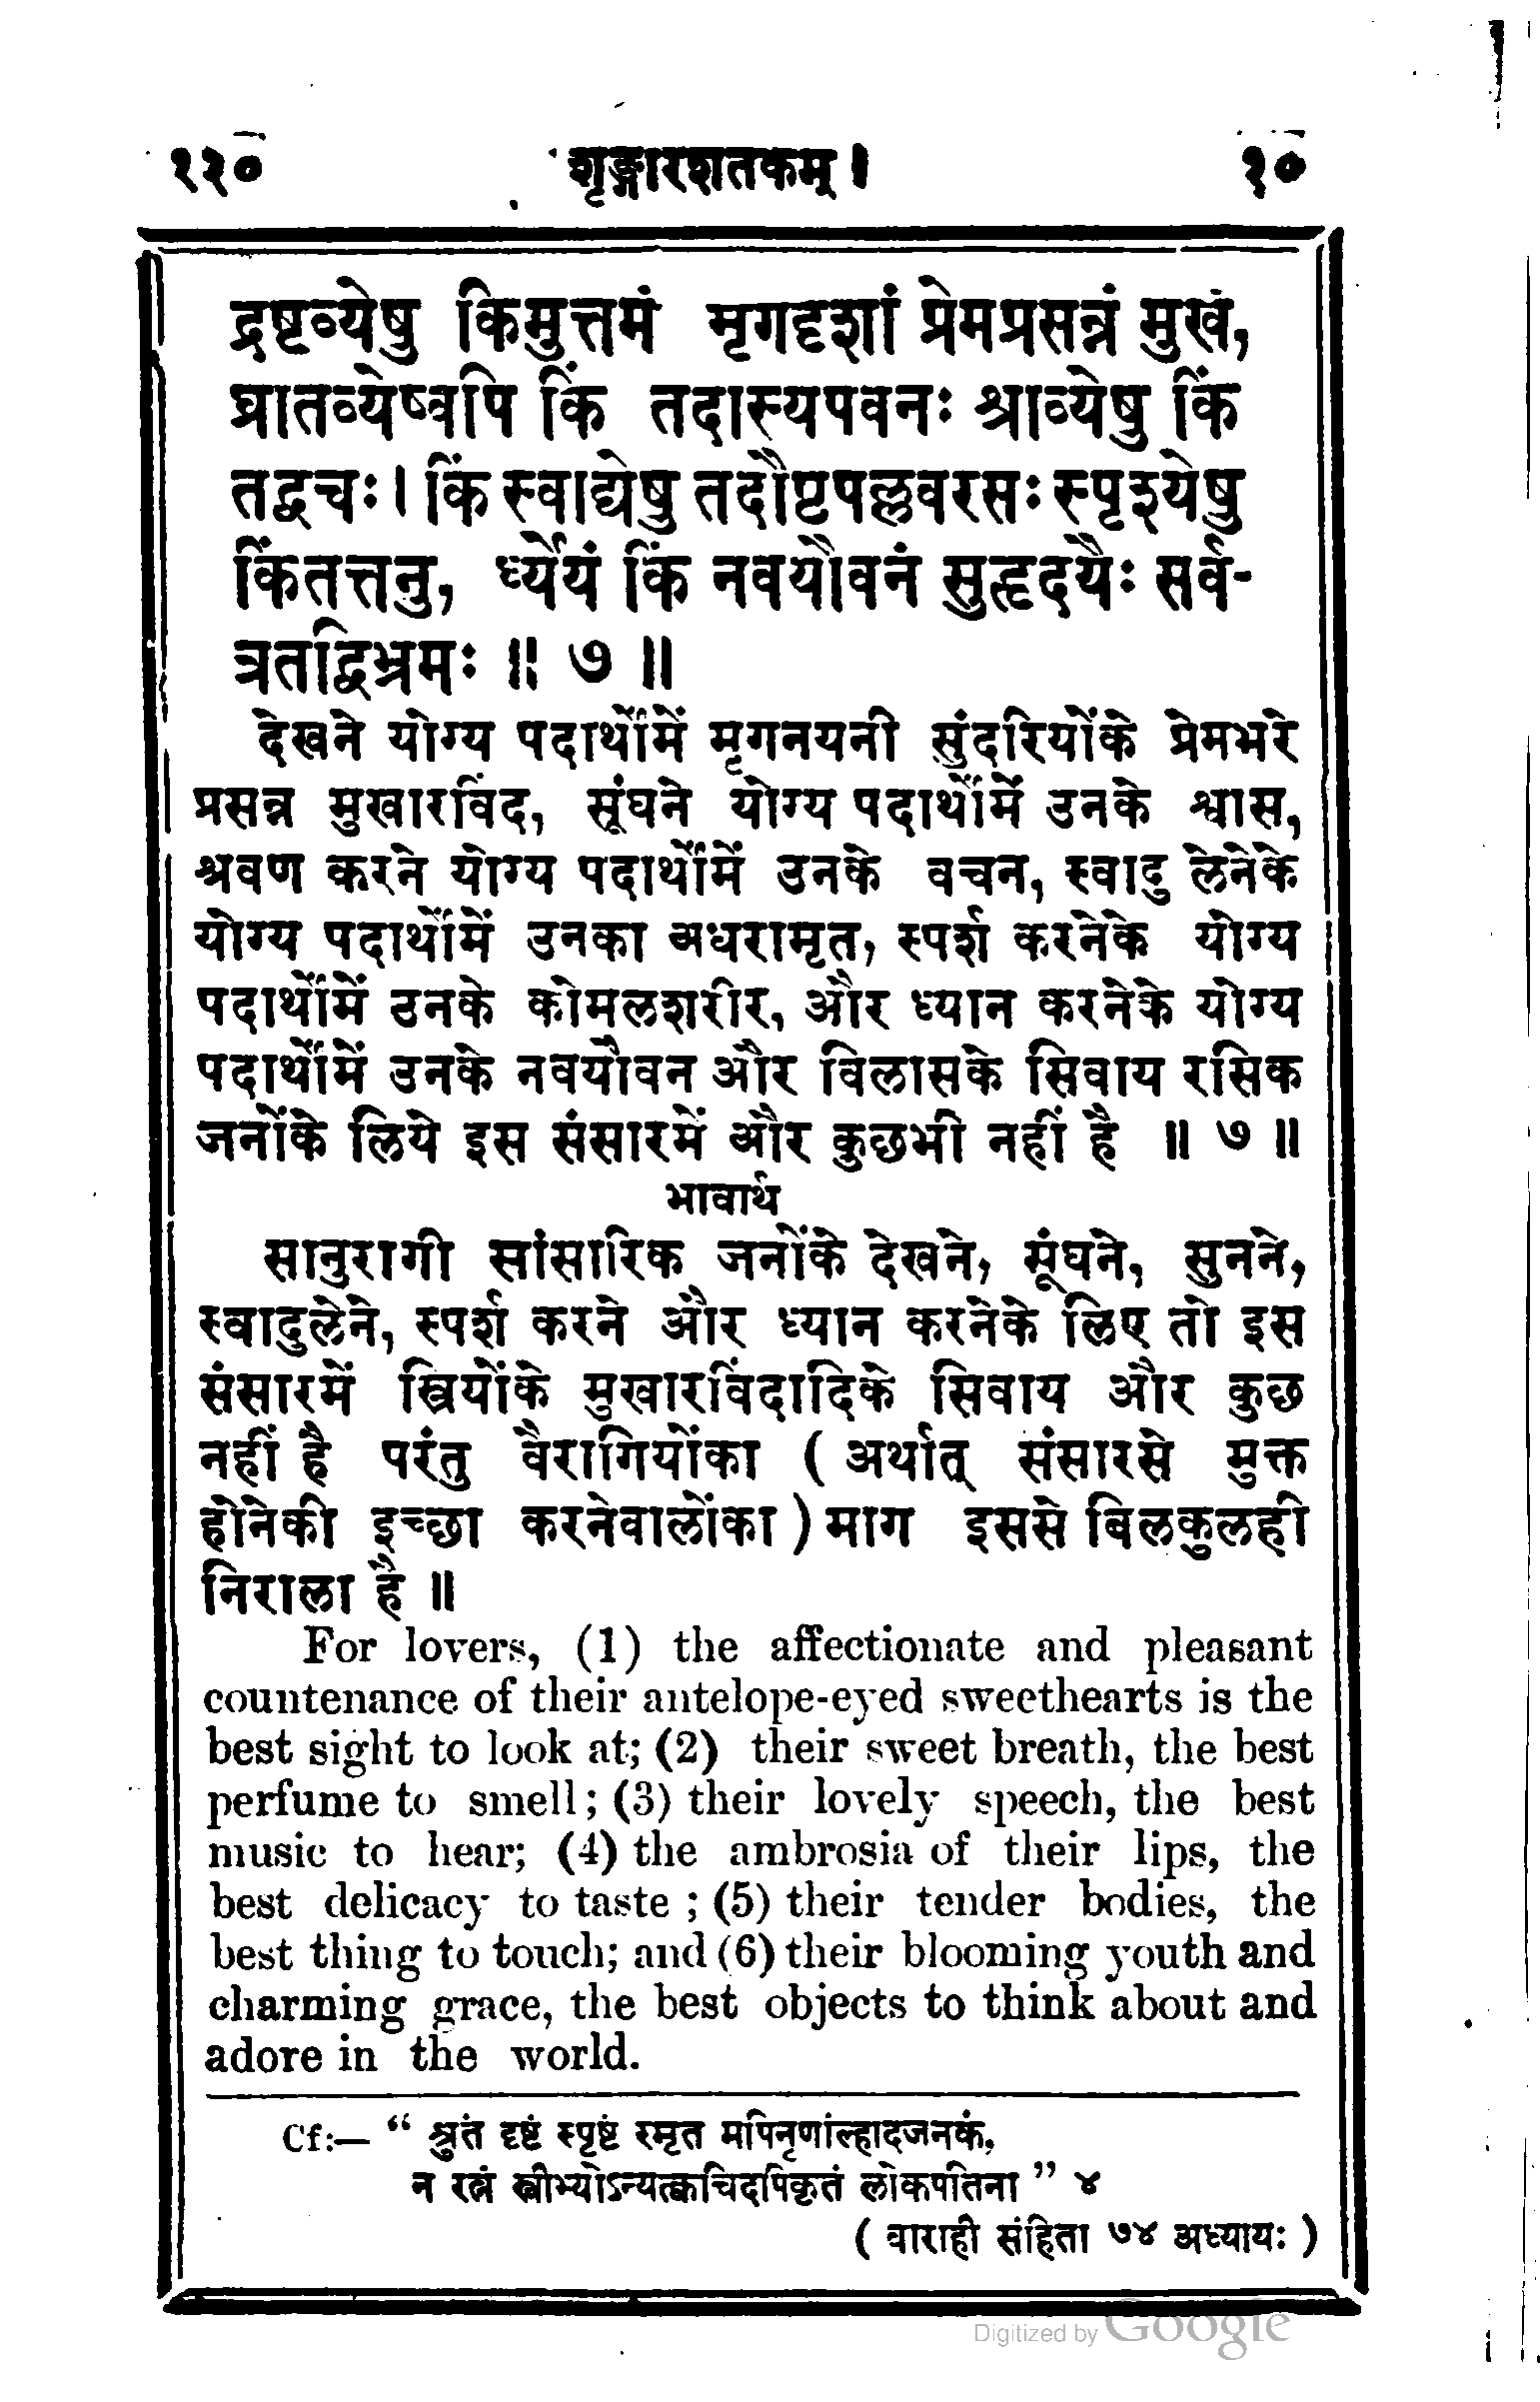 १३० शृङ्गारशतकम् । १०
द्रष्टव्येषु किमुत्तमं मृगदृशां प्रेमप्रसन्नं मुखं,
घ्रातव्येष्वपि किं तदास्यपवनः श्राव्येषु किं
तद्वचः । किं स्वाद्येषु तदौष्टपल्लवरसः स्पृश्येषु
किंतत्तनु, र्ध्येयं किं नवयौवनं सुहृदयैः सर्व-
त्रतद्विभ्रमः ॥ ७ ॥
देखने योग्य पदार्थोंमें मृगनयनी सुंदरियोंके प्रेमभरे
प्रसन्न मुखारविंद, सूंघने योग्य पदार्थोंमें उनके श्वास,
श्रवण करने योग्य पदार्थोंमें उनके वचन, स्वादु लेनेके
योग्य पदार्थोंमें उनका अधरामृत, स्पर्श करनेके योग्य
पदार्थोंमें उनके कोमलशरीर, और ध्यान करनेके योग्य
पदार्थोंमें उनके नवयौवन और विलासके सिवाय रसिक
जनोंके लिये इस संसारमें और कुछभी नहीं है ॥ ७ ॥
भावार्थ
सानुरागी सांसारिक जनोंके देखने, सूंघने, सुनने,
स्वादुलेने, स्पर्श करने और ध्यान करनेके लिए तो इस
संसारमें स्त्रियोंके मुखारविंदादिके सिवाय और कुछ
नहीं है परंतु वैरागियोंका ( अर्थात् संसारसे मुक्त
होनेकी इच्छा करनेवालोंका ) माग इससे बिलकुलही
निराला है ॥
For lovers, (1) the affectionate and pleasant
countenance of their antelope-eyed sweethearts is the
best sight to look at; (2) their sweet breath, the best
perfume to smell; (3) their lovely speech, the best
music to hear; (4) the ambrosia of their lips, the
best delicacy to taste ; (5) their tender bodies, the
best thing to touch; and (6) their blooming youth and
charming grace, the best objects to think about and
adore in the world.
Cf:— “ श्रुतं दृष्टं स्पृष्टं स्मृत मपिनृणांल्हादजनकं,
न रत्नं स्त्रीभ्योऽन्यत्क्वचिदपिकृतं लोकपतिना ” ४
( वाराही संहिता ७४ अध्यायः )
Digitized by Google